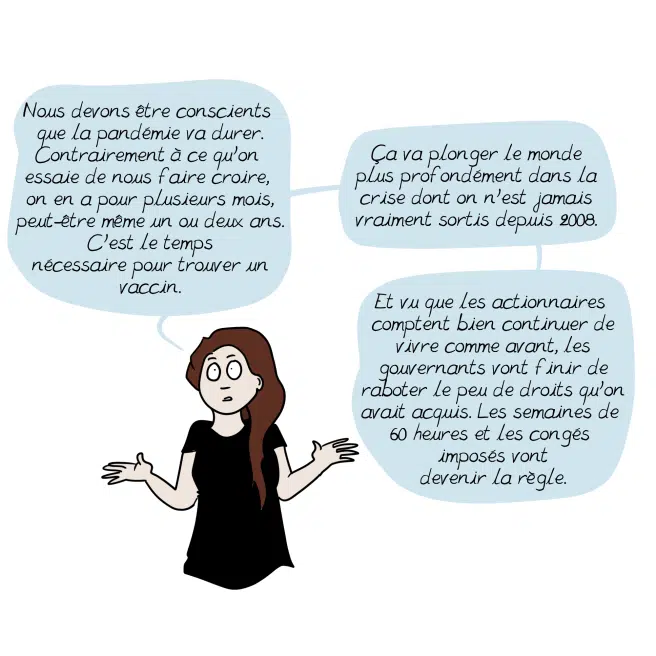 Nous devons être conscients
que la pandémie va durer.
Contrairement à ce qu'on
essaie de nous faire croire,
on en a pour plusieurs mois,
peut-être même un ou deux ans.
C'est le temps
nécessaire pour trouver un
vaccin.
Ça va plonger le monde
plus profondément dans la
crise dont on n'est jamais
vraiment sortis depuis 2008.
Et vu que les actionnaires
comptent bien continuer de
vivre comme avant, les
gouvernants vont finir de
raboter le peu de droits qu'on
avait acquis. Les semaines de
60 heures et les congés
imposés vont
devenir la règle.